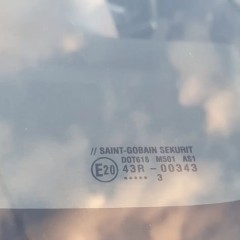 // SAINT-GOBAIN SEKURIT
DOT618 M501 AS1
E20 43R - 00343
••••• 3